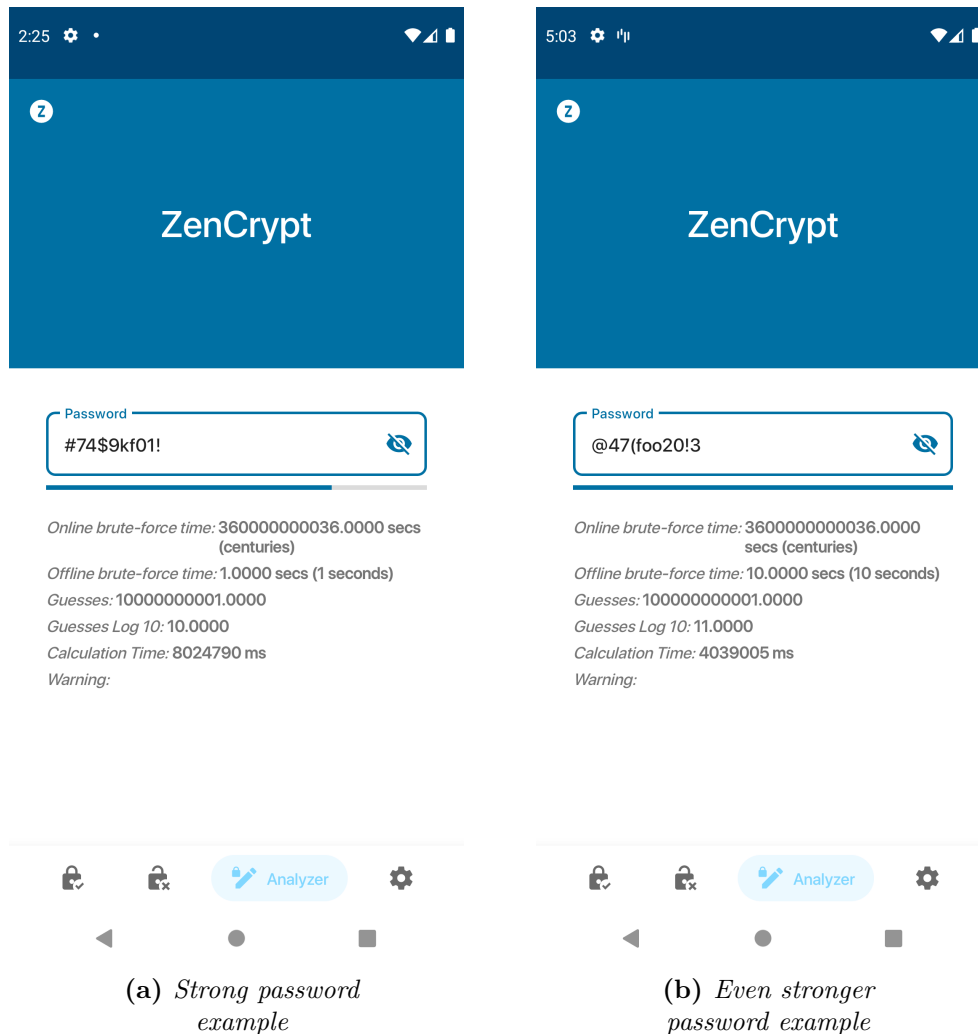 2:25
Z
ZenCrypt
Password
#74$9kf01!
Online brute-force time: 360000000036.0000 secs
(centuries)
Offline brute-force time: 1.0000 secs (1 seconds)
Guesses: 10000000001.0000
Guesses Log 10: 10.0000
Calculation Time: 8024790 ms
Warning:
Analyzer
(a) Strong password
example
5:03
Z
ZenCrypt
Password
@47(foo20!3
Online brute-force time: 3600000000036.0000
secs (centuries)
Offline brute-force time: 10.0000 secs (10 seconds)
Guesses: 100000000001.0000
Guesses Log 10: 11.0000
Calculation Time: 4039005 ms
Warning:
Analyzer
(b) Even stronger
password example